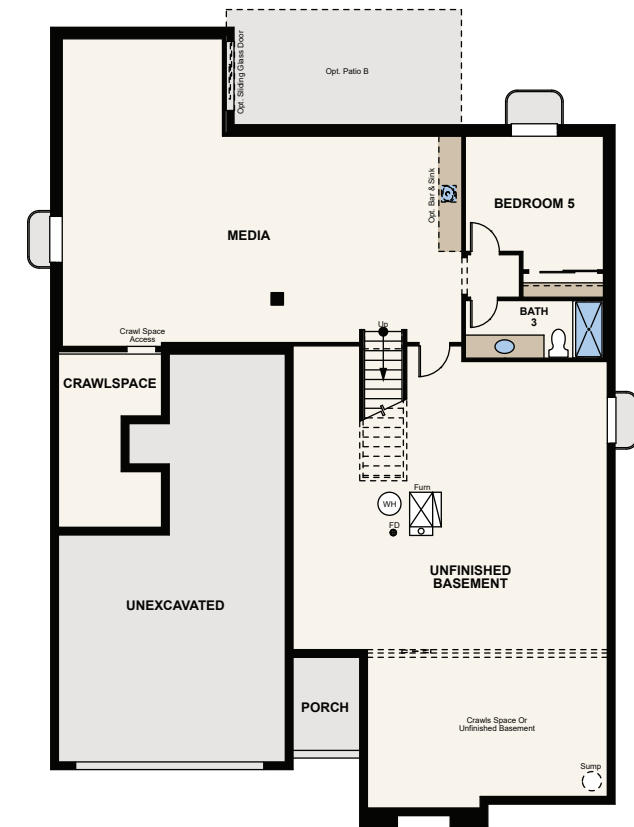 Opt. Sliding Glass Door
Opt. Patio B
Opt. Bar & Sink
BEDROOM 5
MEDIA
BATH
3
Up
Crawl Space
Access
CRAWLSPACE
Furn
WH
FD
UNFINISHED
BASEMENT
UNEXCAVATED
PORCH
Crawls Space Or
Unfinished Basement
Sump